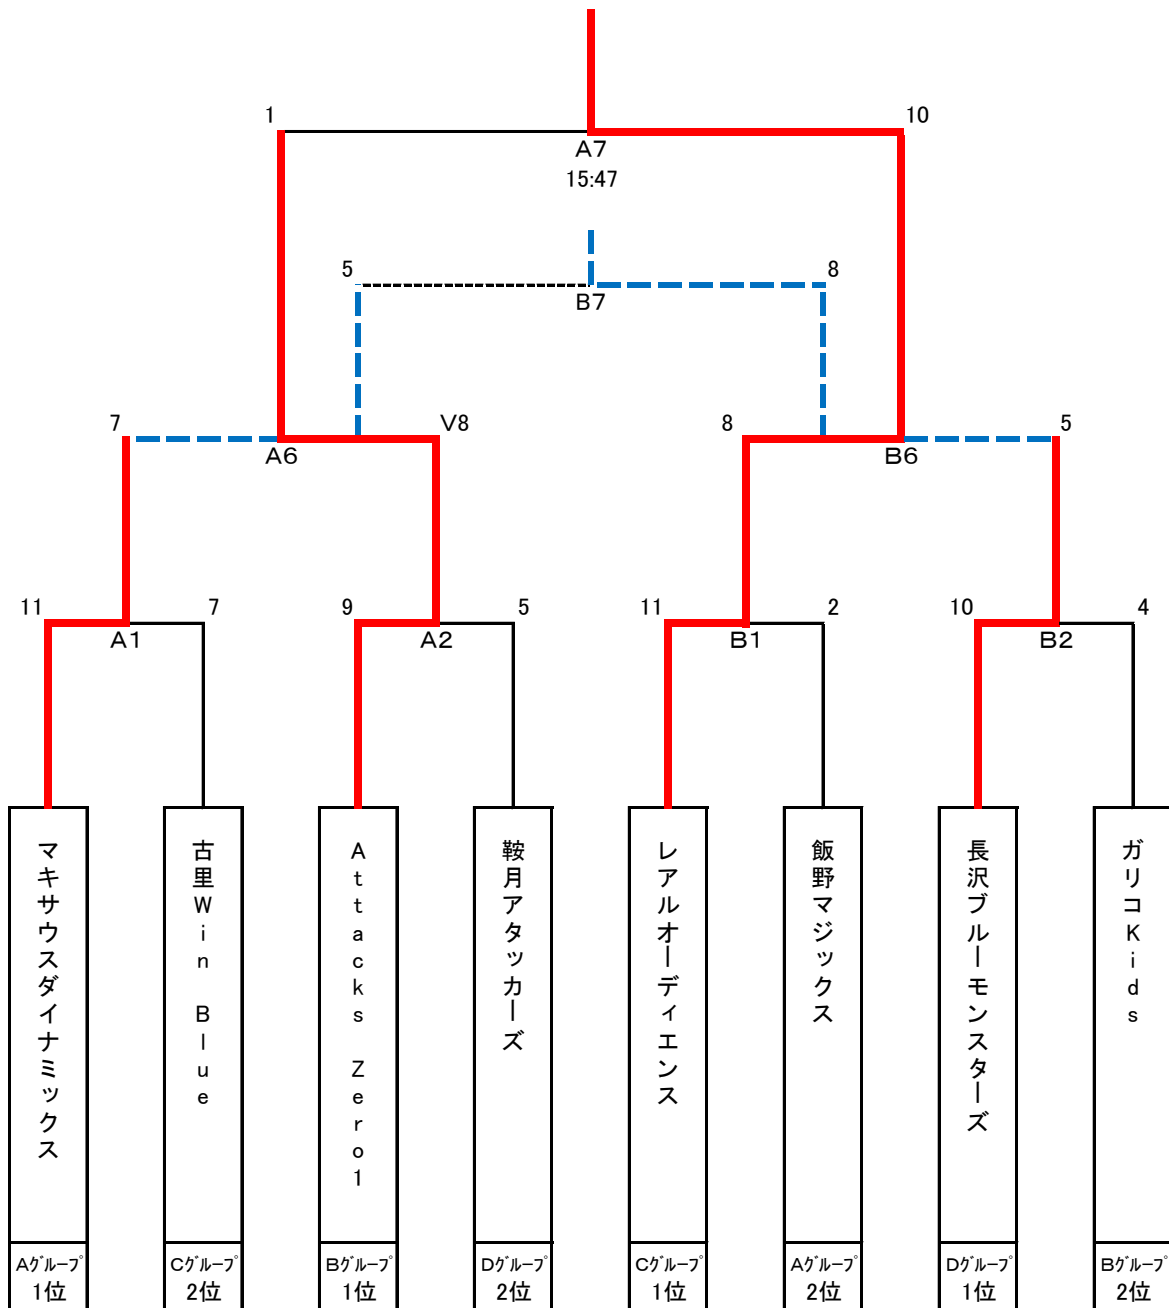 1
10
A7
15:47
5
8
B7
7
V8
8
5
A6
B6
11
7
9
5
11
2
10
4
A1
A2
B1
B2
マキサウスダイナミックス
古里Win Blue
Attacks Zero1
鞍月アタッカーズ
レアルオーディエンス
飯野マジックス
長沢ブルーモンスターズ
ガリコKids
Aグループ
1位
Cグループ
2位
Bグループ
1位
Dグループ
2位
Cグループ
1位
Aグループ
2位
Dグループ
1位
Bグループ
2位